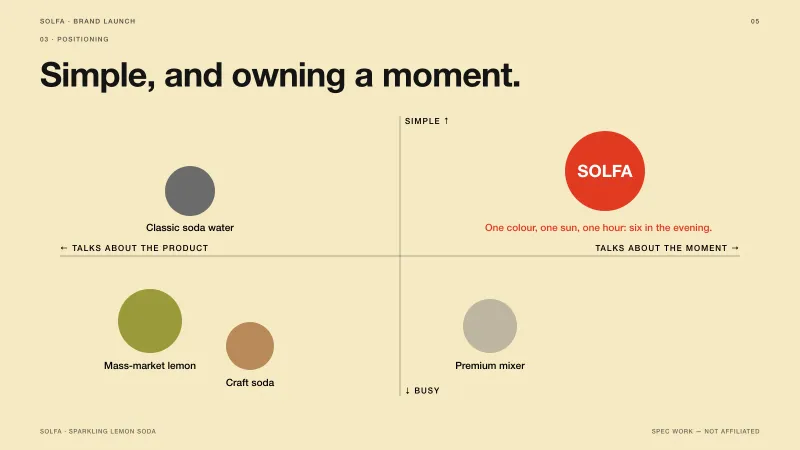 SOLFA · BRAND LAUNCH
05
03 · POSITIONING
Simple, and owning a moment.
SIMPLE ↑
SOLFA
Classic soda water
One colour, one sun, one hour: six in the evening.
← TALKS ABOUT THE PRODUCT
TALKS ABOUT THE MOMENT →
Mass-market lemon
Premium mixer
Craft soda
↓ BUSY
SOLFA · SPARKLING LEMON SODA
SPEC WORK — NOT AFFILIATED